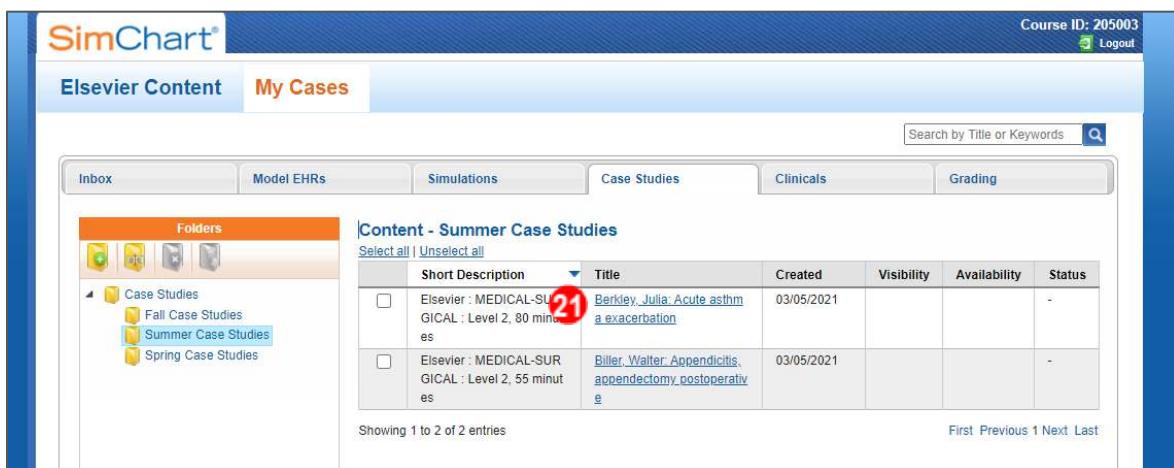 SimChart®
Course ID: 205003
Logout
Elsevier Content
My Cases
Search by Title or Keywords
Inbox
Model EHRs
Simulations
Case Studies
Clinicals
Grading
Folders
Case Studies
Fall Case Studies
Summer Case Studies
Spring Case Studies
Content - Summer Case Studies
Select all | Unselect all
Short Description Title Created Visibility Availability Status
Elsevier : MEDICAL-SU
GICAL : Level 2, 80 minut
es
21
Berkley, Julia: Acute asthm
a exacerbation
03/05/2021
-
Elsevier : MEDICAL-SUR
GICAL : Level 2, 55 minut
es
Biller, Walter: Appendicitis,
appendectomy postoperativ
e
03/05/2021
-
Showing 1 to 2 of 2 entries
First Previous 1 Next Last